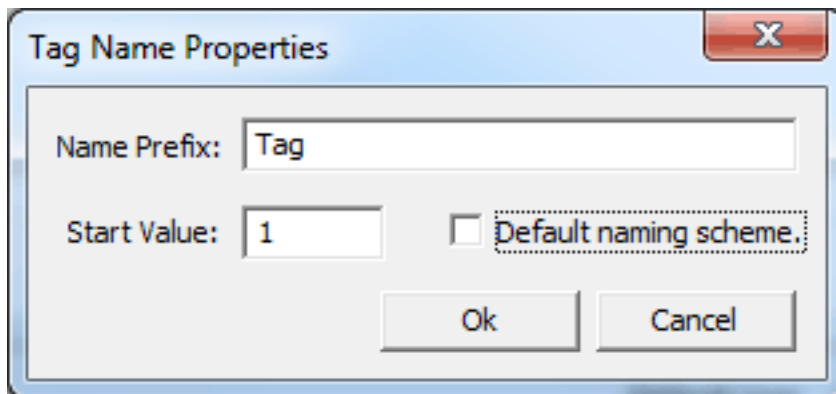 Tag Name Properties
Name Prefix: Tag
Start Value: 1 Default naming scheme.
Ok Cancel